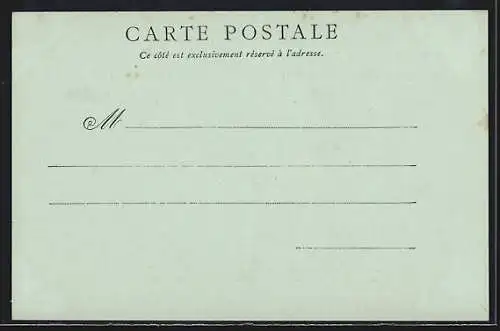 CARTE POSTALE
Ce côté est exclusivement réservé à l'adresse.
M